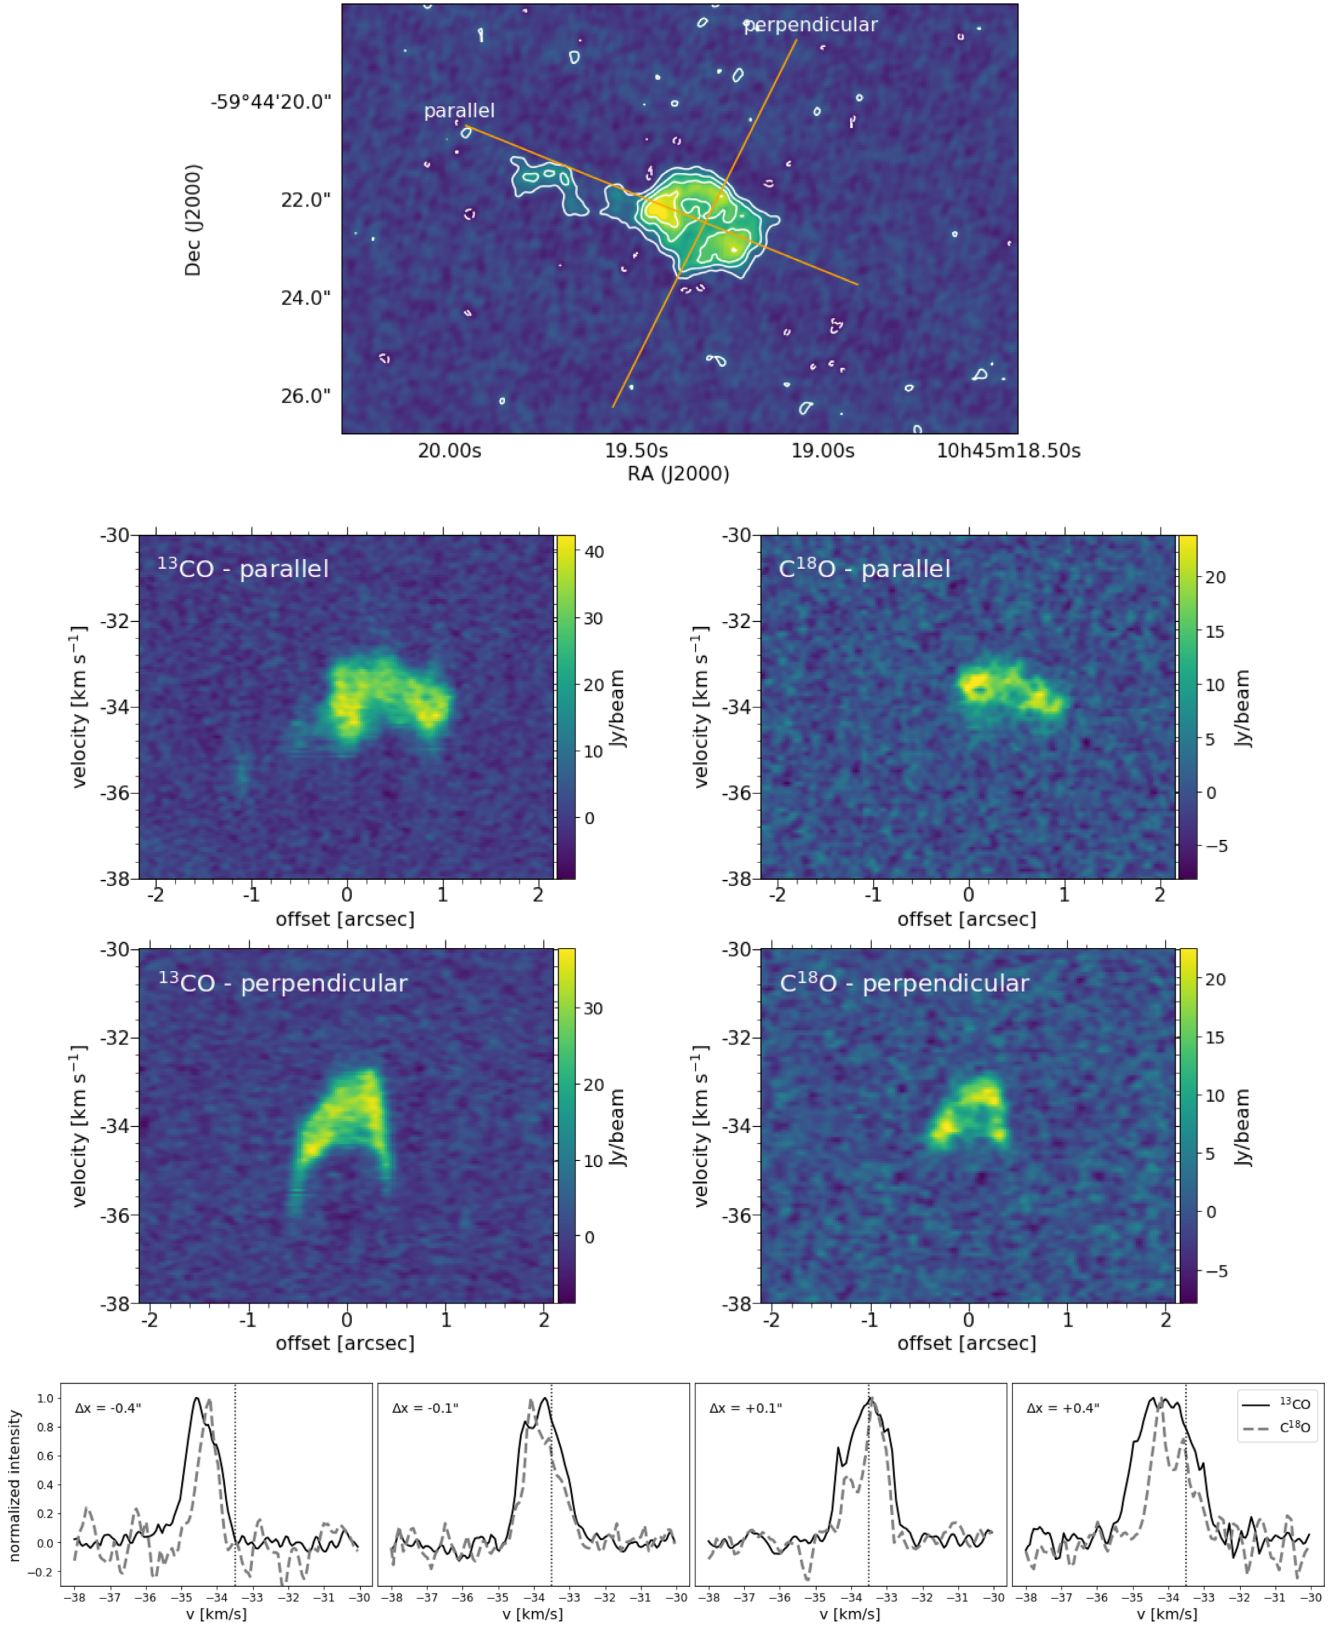 perpendicular
parallel
-59°44'20.0"
22.0"
24.0"
26.0"
Dec (J2000)
20.00s 19.50s 19.00s 10h45m18.50s
RA (J2000)
¹³CO - parallel
-30
-32
-34
-36
-38
velocity [km s⁻¹]
-2 -1 0 1 2
offset [arcsec]
40
30
20
10
0
Jy/beam
C¹⁸O - parallel
-30
-32
-34
-36
-38
velocity [km s⁻¹]
-2 -1 0 1 2
offset [arcsec]
20
15
10
5
0
−5
Jy/beam
¹³CO - perpendicular
-30
-32
-34
-36
-38
velocity [km s⁻¹]
-2 -1 0 1 2
offset [arcsec]
30
20
10
0
Jy/beam
C¹⁸O - perpendicular
-30
-32
-34
-36
-38
velocity [km s⁻¹]
-2 -1 0 1 2
offset [arcsec]
20
15
10
5
0
−5
Jy/beam
normalized intensity
1.0
0.8
0.6
0.4
0.2
0.0
−0.2
Δx = -0.4"
−38 −36 −35 −34 −33 −32 −31 −30
v [km/s]
Δx = -0.1"
−38 −36 −35 −34 −33 −32 −31 −30
v [km/s]
Δx = +0.1"
−38 −36 −35 −34 −33 −32 −31 −30
v [km/s]
Δx = +0.4"
¹³CO
C¹⁸O
−38 −36 −35 −34 −33 −32 −31 −30
v [km/s]